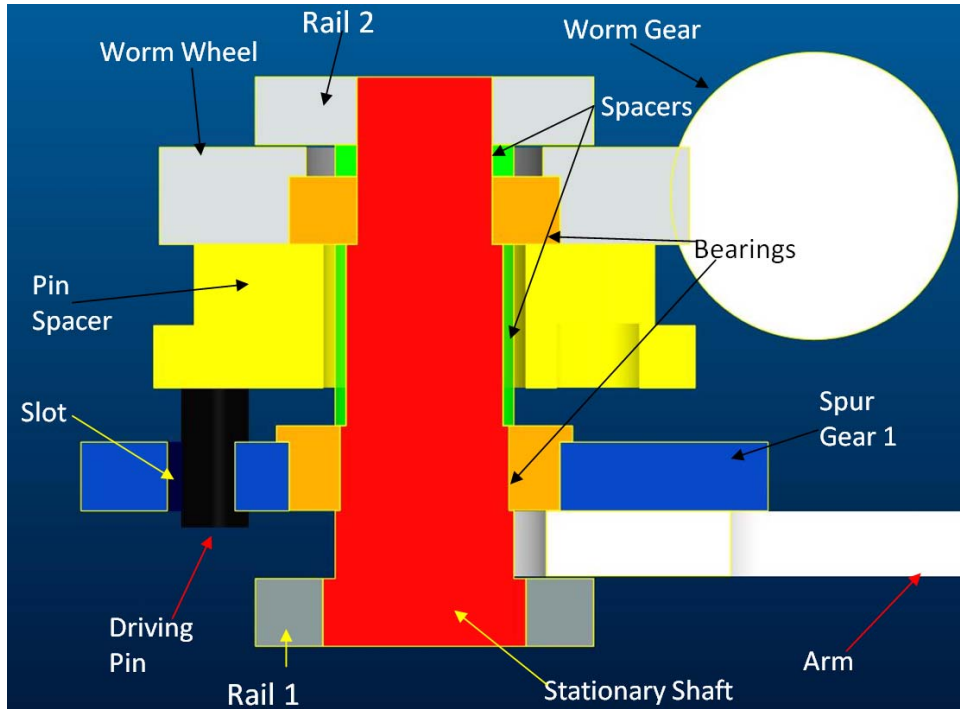 Rail 2
Worm Wheel
Worm Gear
Spacers
Bearings
Pin
Spacer
Slot
Spur
Gear 1
Driving
Pin
Rail 1
Stationary Shaft
Arm